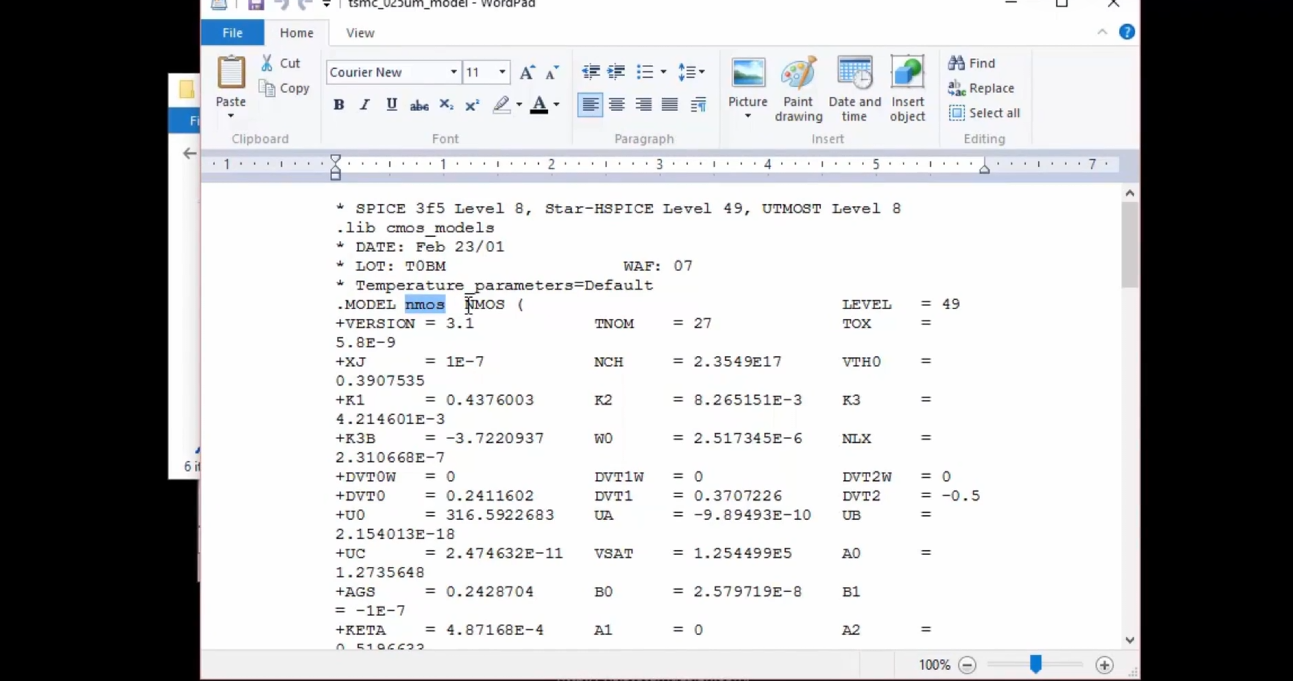 tsmc_025um_model - WordPad
File Home View
Cut
Copy
Paste
Clipboard
Courier New 11
Font
Paragraph
Picture
Paint drawing
Date and time
Insert object
Insert
Find
Replace
Select all
Editing
1 1 2 3 4 5 7
* SPICE 3f5 Level 8, Star-HSPICE Level 49, UTMOST Level 8
.lib cmos_models
* DATE: Feb 23/01
* LOT: T0BM WAF: 07
* Temperature_parameters=Default
.MODEL nmos NMOS ( LEVEL = 49
+VERSION = 3.1 TNOM = 27 TOX =
5.8E-9
+XJ = 1E-7 NCH = 2.3549E17 VTH0 =
0.3907535
+K1 = 0.4376003 K2 = 8.265151E-3 K3 =
4.214601E-3
+K3B = -3.7220937 W0 = 2.517345E-6 NLX =
2.310668E-7
+DVT0W = 0 DVT1W = 0 DVT2W = 0
+DVT0 = 0.2411602 DVT1 = 0.3707226 DVT2 = -0.5
+U0 = 316.5922683 UA = -9.89493E-10 UB =
2.154013E-18
+UC = 2.474632E-11 VSAT = 1.254499E5 A0 =
1.2735648
+AGS = 0.2428704 B0 = 2.579719E-8 B1
= -1E-7
+KETA = 4.87168E-4 A1 = 0 A2 =
0.5196633
100%